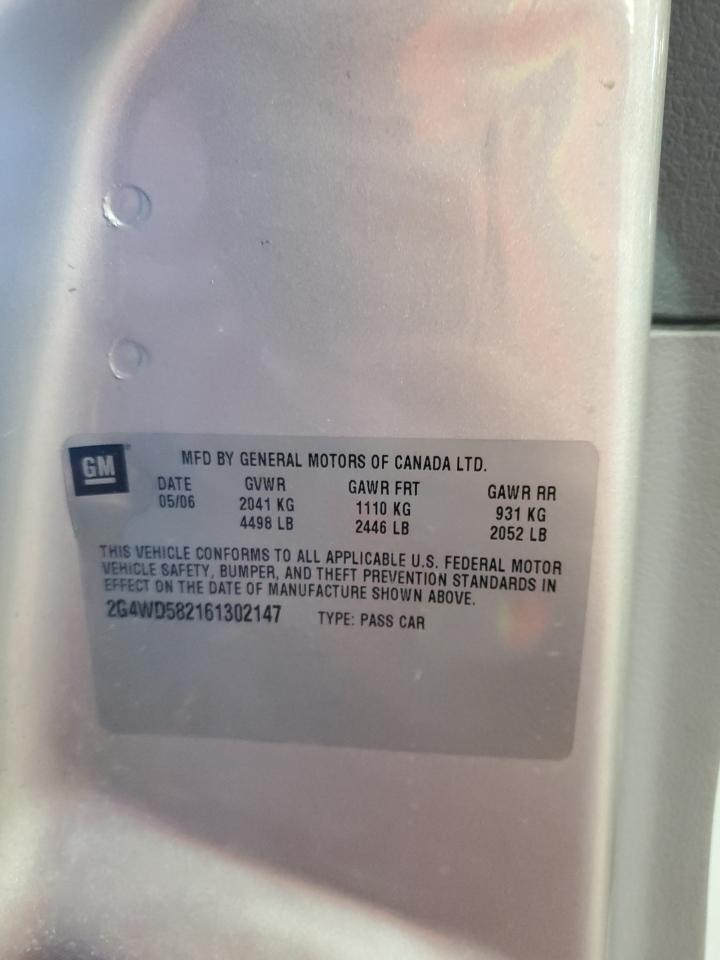 GM® MFD BY GENERAL MOTORS OF CANADA LTD.
DATE GVWR GAWR FRT GAWR RR
05/06 2041 KG 1110 KG 931 KG
4498 LB 2446 LB 2052 LB
THIS VEHICLE CONFORMS TO ALL APPLICABLE U.S. FEDERAL MOTOR
VEHICLE SAFETY, BUMPER, AND THEFT PREVENTION STANDARDS IN
EFFECT ON THE DATE OF MANUFACTURE SHOWN ABOVE.
2G4WD582161302147 TYPE: PASS CAR